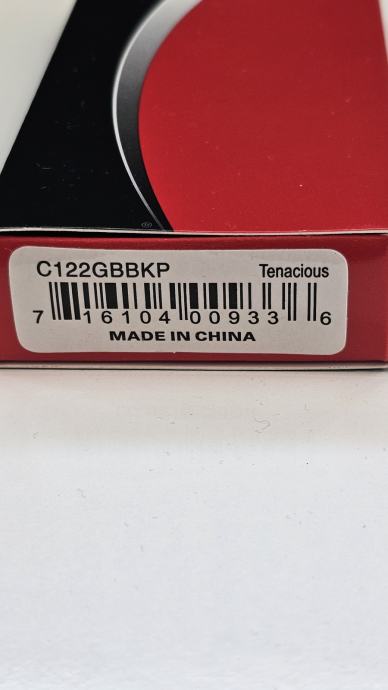 C122GBBKP Tenacious
7 16104 00933 6
MADE IN CHINA